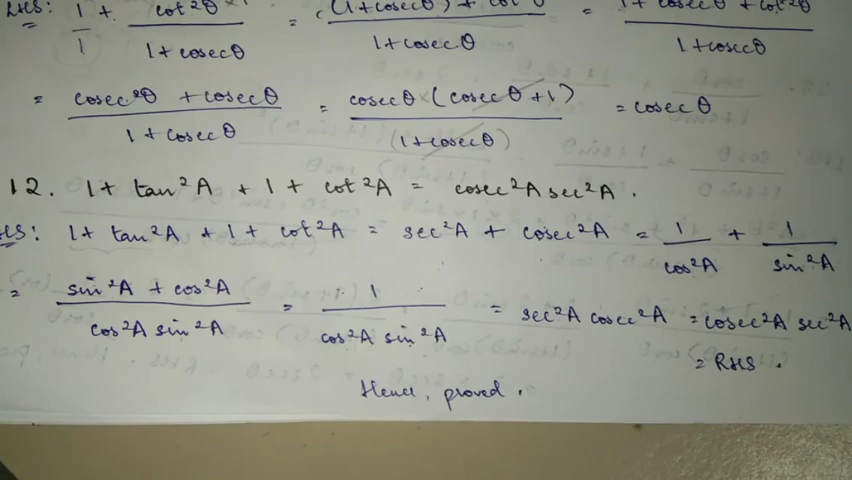 LHS: 1/1 + cot²θ/(1 + cosecθ) = ((1 + cosecθ) + cot²θ)/(1 + cosecθ) = (1 + cosecθ + cot²θ)/(1 + cosecθ)
= (cosec²θ + cosecθ)/(1 + cosecθ) = cosecθ (cosecθ + 1)/(1 + cosecθ) = cosecθ
12. 1 + tan²A + 1 + cot²A = cosec²A sec²A.
LHS: 1 + tan²A + 1 + cot²A = sec²A + cosec²A = 1/cos²A + 1/sin²A
= (sin²A + cos²A)/(cos²A sin²A) = 1/(cos²A sin²A) = sec²A cosec²A = cosec²A sec²A
= RHS.
Hence, proved.